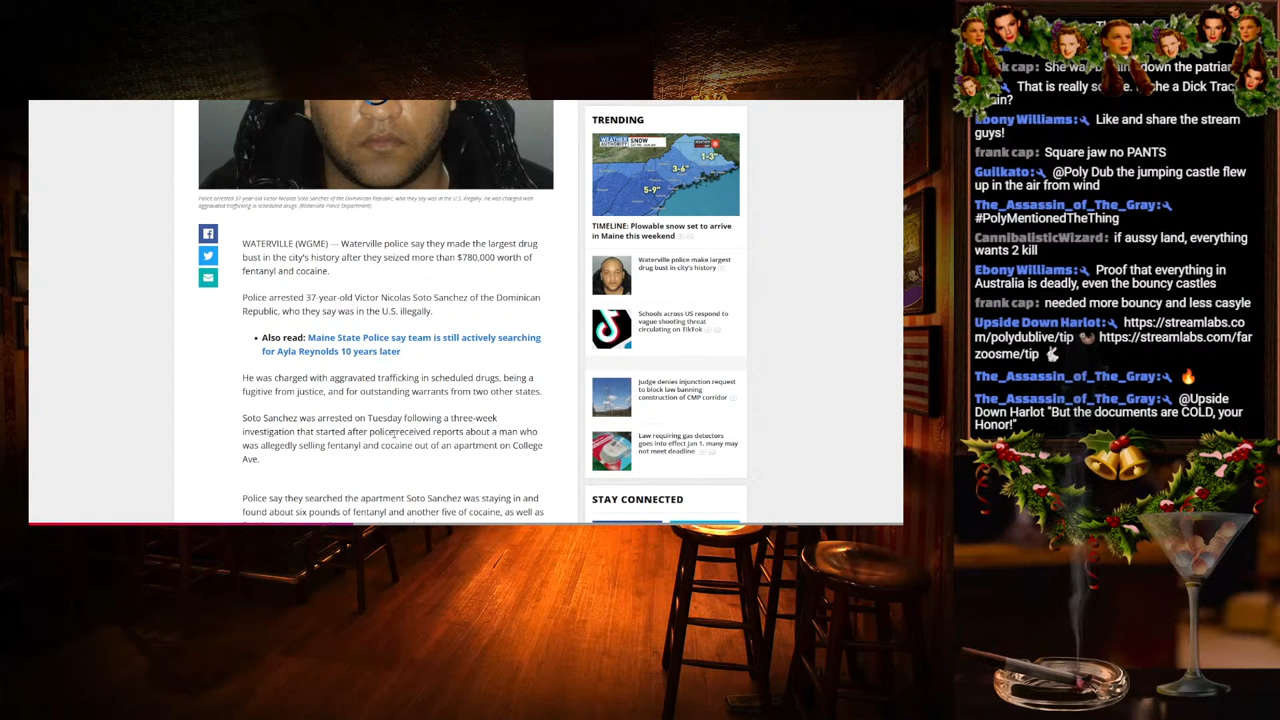 Police arrested 37-year-old Victor Nicolas Soto Sanchez of the Dominican Republic, who they say was in the U.S. illegally. He was charged with
aggravated trafficking in scheduled drugs. (Waterville Police Department)
WATERVILLE (WGME) — Waterville police say they made the largest drug
bust in the city's history after they seized more than $780,000 worth of
fentanyl and cocaine.
Police arrested 37-year-old Victor Nicolas Soto Sanchez of the Dominican
Republic, who they say was in the U.S. illegally.
• Also read: Maine State Police say team is still actively searching
for Ayla Reynolds 10 years later
He was charged with aggravated trafficking in scheduled drugs, being a
fugitive from justice, and for outstanding warrants from two other states.
Soto Sanchez was arrested on Tuesday following a three-week
investigation that started after police received reports about a man who
was allegedly selling fentanyl and cocaine out of an apartment on College
Ave.
Police say they searched the apartment Soto Sanchez was staying in and
found about six pounds of fentanyl and another five of cocaine, as well as
TRENDING
WEATHER AUTHORITY
SNOW
1-3"
3-6"
5-9"
TIMELINE: Plowable snow set to arrive
in Maine this weekend
Waterville police make largest
drug bust in city's history
Schools across US respond to
vague shooting threat
circulating on TikTok
Judge denies injunction request
to block law banning
construction of CMP corridor
Law requiring gas detectors
goes into effect Jan 1, many may
not meet deadline
STAY CONNECTED
cap: She was down the patriar
That is really so a Dick Trac
Ebony Williams: Like and share the stream
guys!
frank cap: Square jaw no PANTS
Guilkato: @Poly Dub the jumping castle flew
up in the air from wind
The_Assassin_of_The_Gray:
#PolyMentionedTheThing
CannibalisticWizard: if aussy land, everything
wants 2 kill
Ebony Williams: Proof that everything in
Australia is deadly, even the bouncy castles
frank cap: needed more bouncy and less casyle
Upside Down Harlot: https://streamlabs.co
m/polydublive/tip https://streamlabs.com/far
zoosme/tip
The_Assassin_of_The_Gray:
The_Assassin_of_The_Gray: @Upside
Down Harlot "But the documents are COLD, your
Honor!"